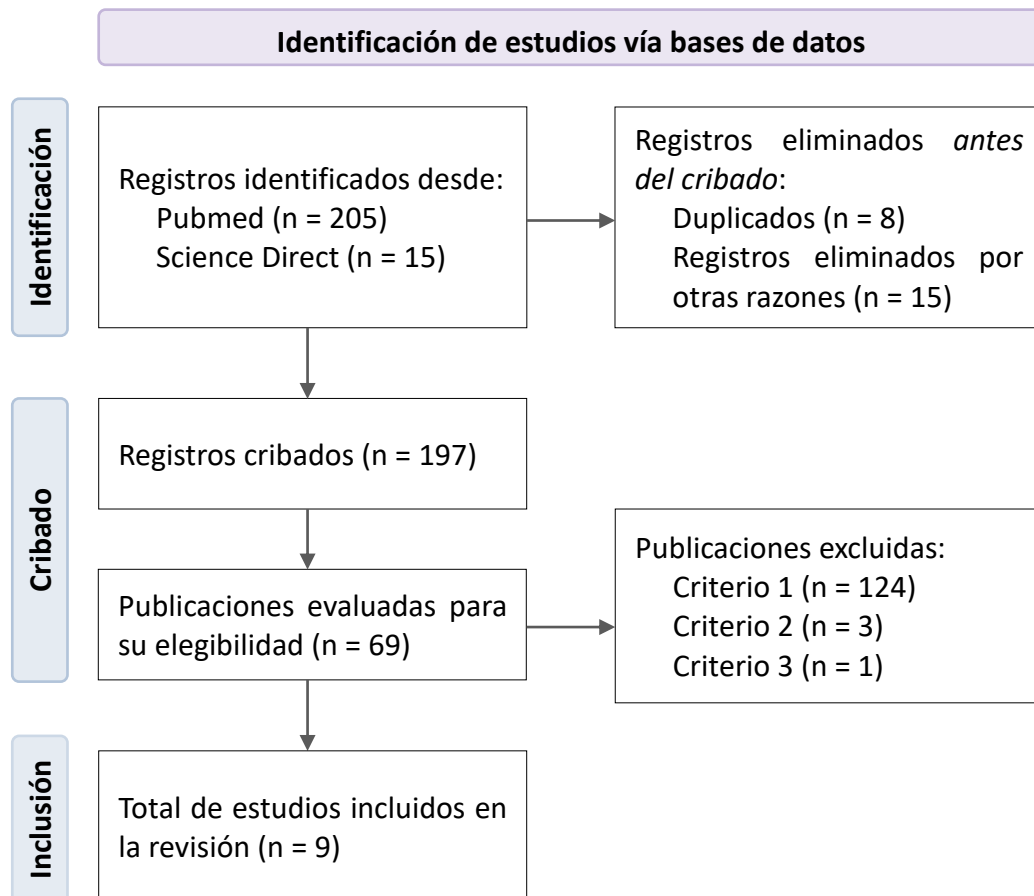 Identificación de estudios vía bases de datos
Identificación
Registros identificados desde:
Pubmed (n = 205)
Science Direct (n = 15)
Registros eliminados antes
del cribado:
Duplicados (n = 8)
Registros eliminados por
otras razones (n = 15)
Cribado
Registros cribados (n = 197)
Publicaciones evaluadas para
su elegibilidad (n = 69)
Publicaciones excluidas:
Criterio 1 (n = 124)
Criterio 2 (n = 3)
Criterio 3 (n = 1)
Inclusión
Total de estudios incluidos en
la revisión (n = 9)